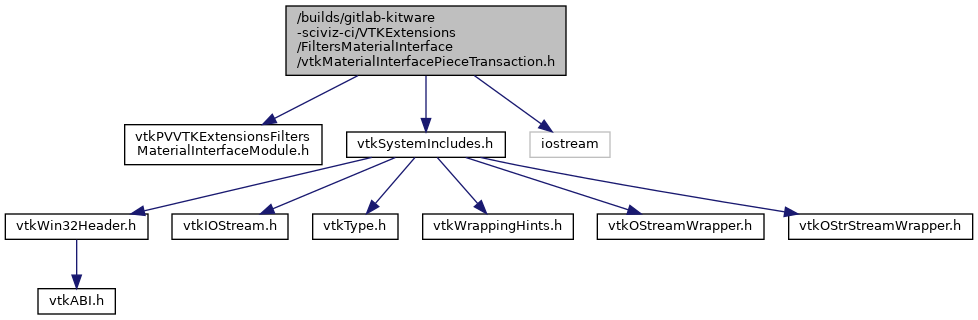 /builds/gitlab-kitware
-sciviz-ci/VTKExtensions
/FiltersMaterialInterface
/vtkMaterialInterfacePieceTransaction.h
vtkPVVTKExtensionsFilters
MaterialInterfaceModule.h
vtkSystemIncludes.h
iostream
vtkWin32Header.h
vtkIOStream.h
vtkType.h
vtkWrappingHints.h
vtkOStreamWrapper.h
vtkOStrStreamWrapper.h
vtkABI.h